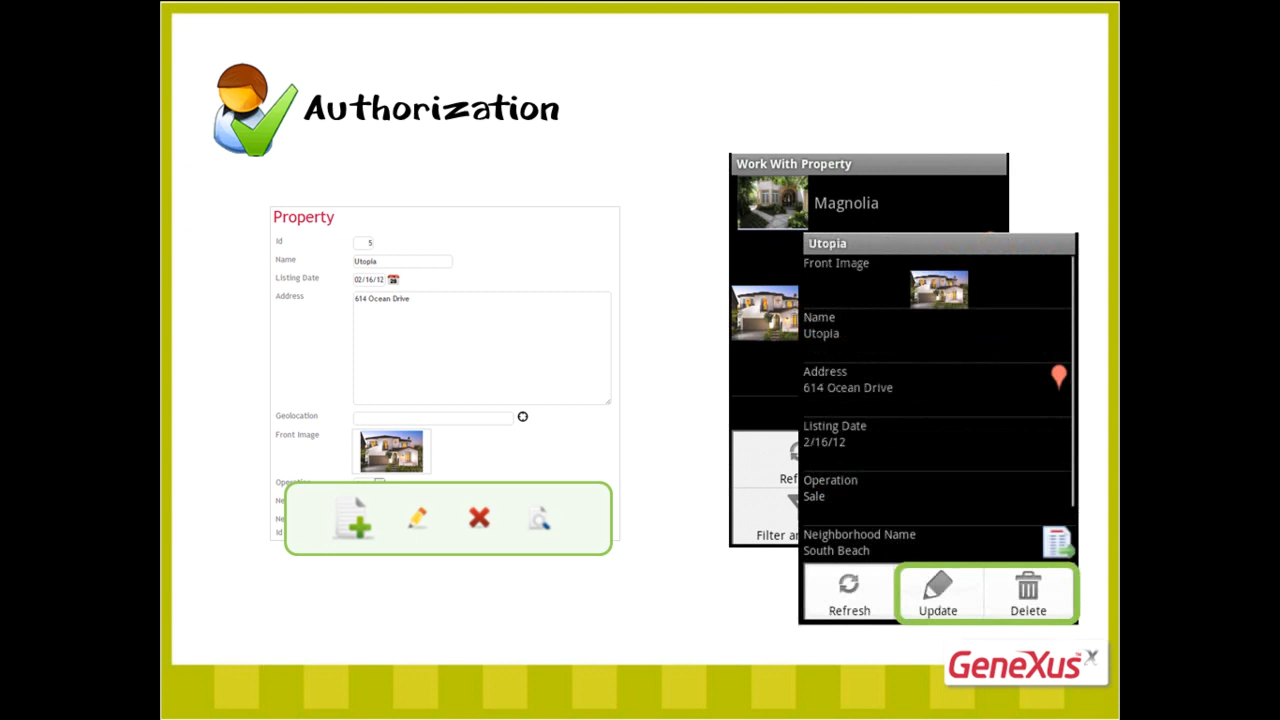 Authorization
Property
Id 5
Name Utopia
Listing Date 02/16/12
Address 614 Ocean Drive
Geolocation
Front Image
Id
Work With Property
Magnolia
Utopia
Front Image
Name
Utopia
Address
614 Ocean Drive
Listing Date
2/16/12
Operation
Sale
Neighborhood Name
South Beach
Filter
Refresh Update Delete
GeneXus X